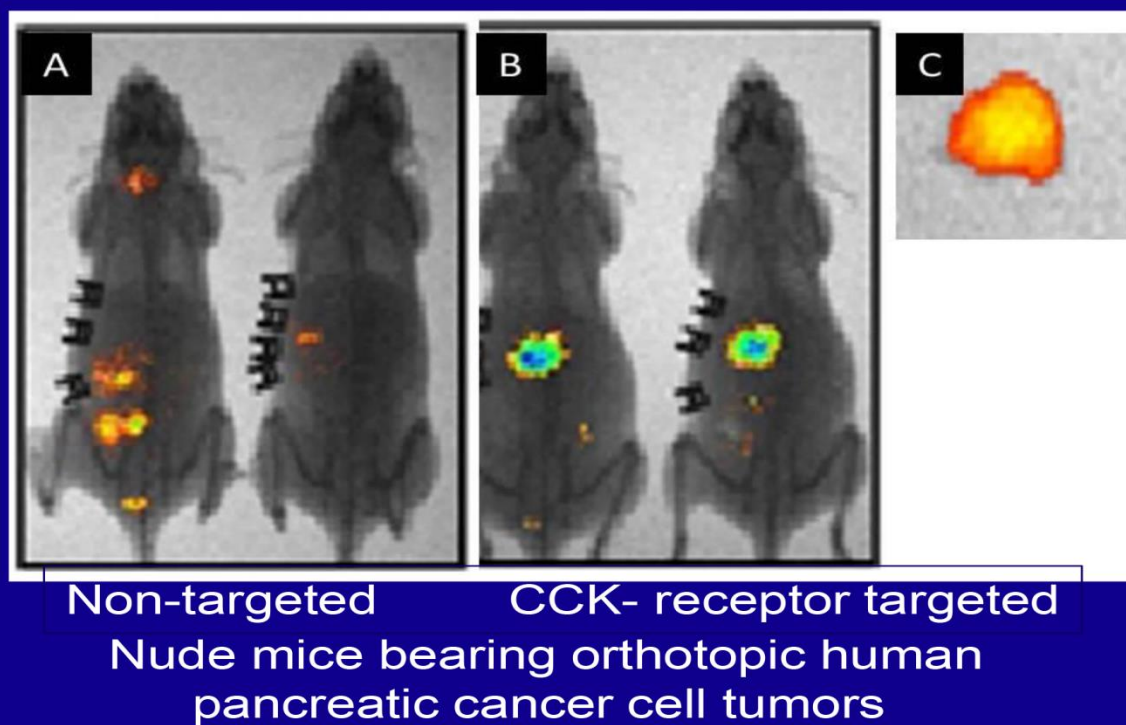 A
B
C
Non-targeted
CCK- receptor targeted
Nude mice bearing orthotopic human
pancreatic cancer cell tumors